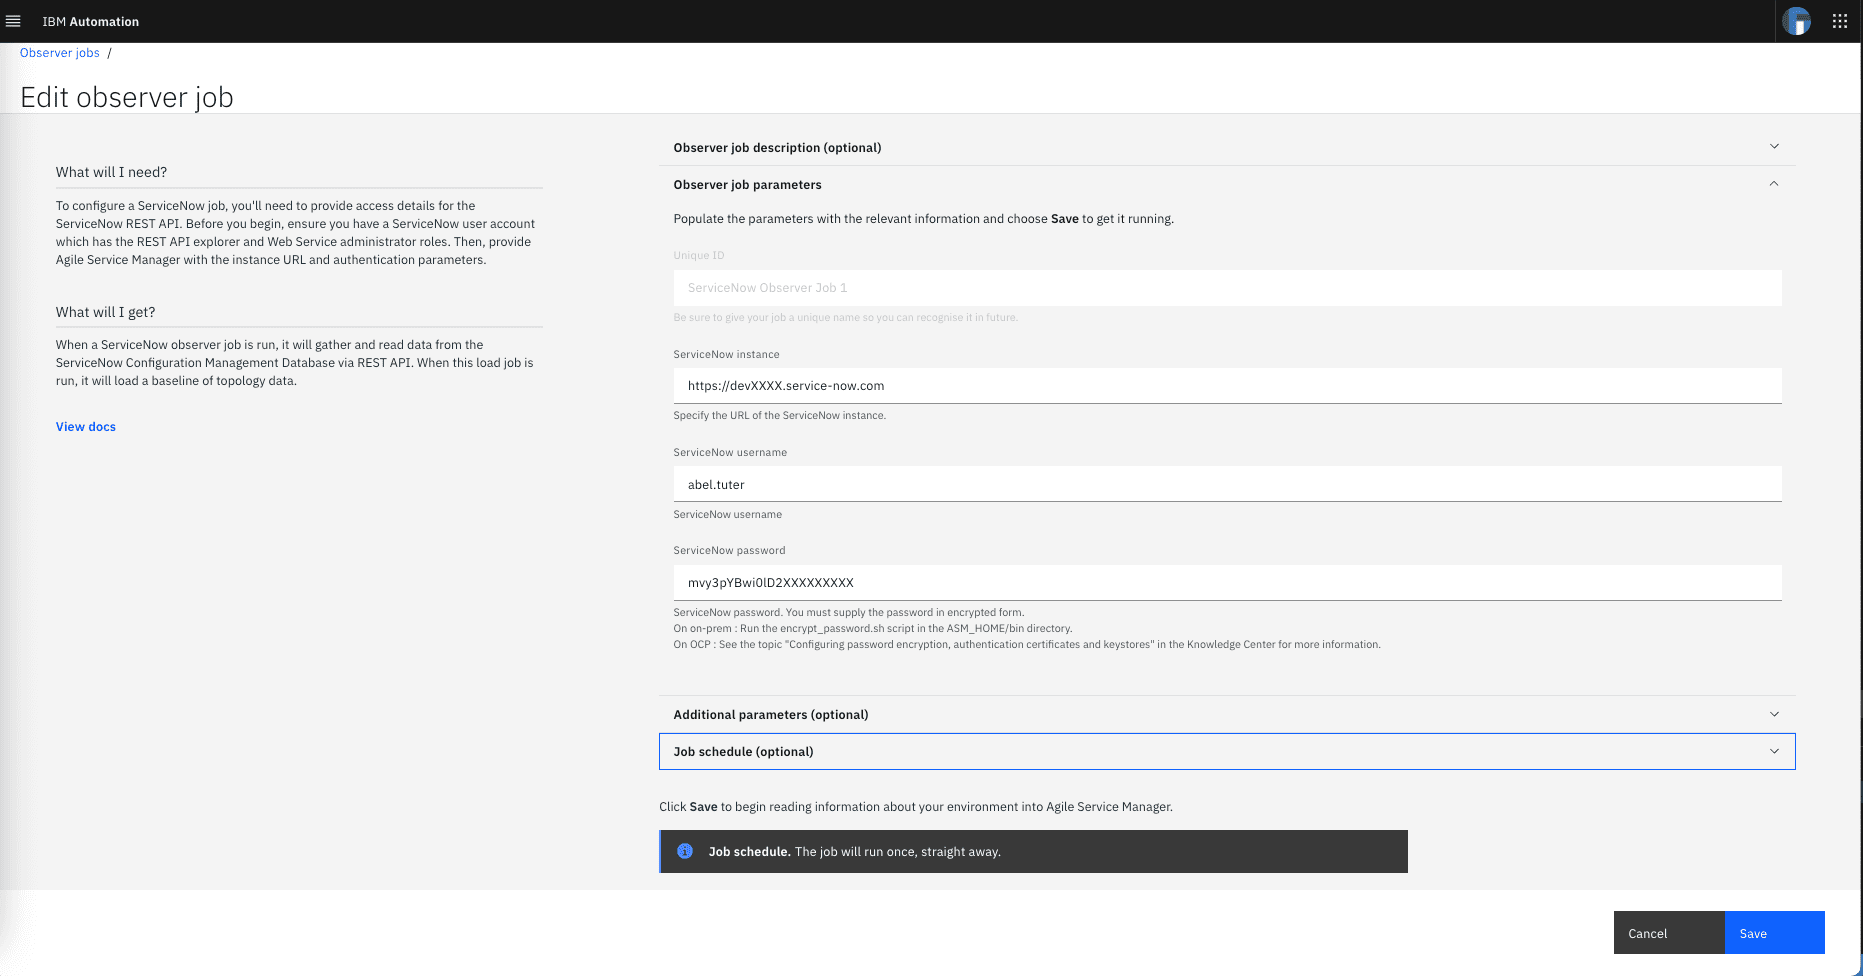 IBM Automation
Observer jobs /
Edit observer job
What will I need?
To configure a ServiceNow job, you'll need to provide access details for the
ServiceNow REST API. Before you begin, ensure you have a ServiceNow user account
which has the REST API explorer and Web Service administrator roles. Then, provide
Agile Service Manager with the instance URL and authentication parameters.
What will I get?
When a ServiceNow observer job is run, it will gather and read data from the
ServiceNow Configuration Management Database via REST API. When this load job is
run, it will load a baseline of topology data.
View docs
Observer job description (optional)
Observer job parameters
Populate the parameters with the relevant information and choose Save to get it running.
Unique ID
ServiceNow Observer Job 1
Be sure to give your job a unique name so you can recognise it in future.
ServiceNow instance
https://devXXXX.service-now.com
Specify the URL of the ServiceNow instance.
ServiceNow username
abel.tuter
ServiceNow username
ServiceNow password
mvy3pYBwi0lD2XXXXXXXXX
ServiceNow password. You must supply the password in encrypted form.
On on-prem : Run the encrypt_password.sh script in the ASM_HOME/bin directory.
On OCP : See the topic "Configuring password encryption, authentication certificates and keystores" in the Knowledge Center for more information.
Additional parameters (optional)
Job schedule (optional)
Click Save to begin reading information about your environment into Agile Service Manager.
Job schedule. The job will run once, straight away.
Cancel
Save